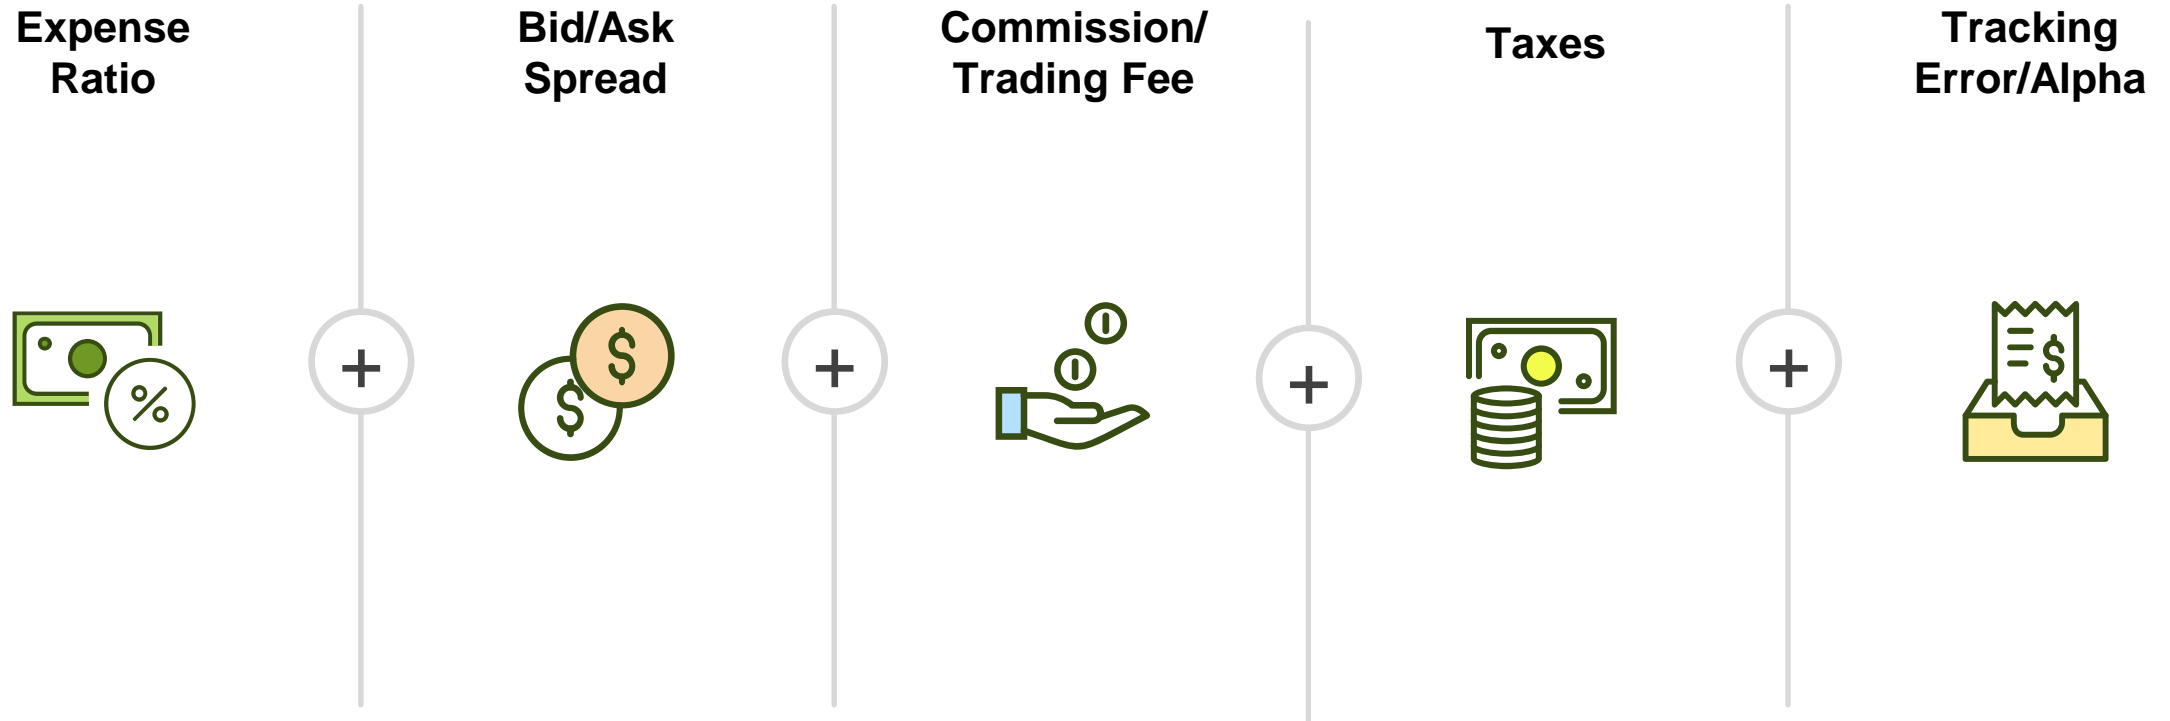 Expense
Ratio
Bid/Ask
Spread
Commission/
Trading Fee
Taxes
Tracking
Error/Alpha
%
$
$
$
+
+
+
+